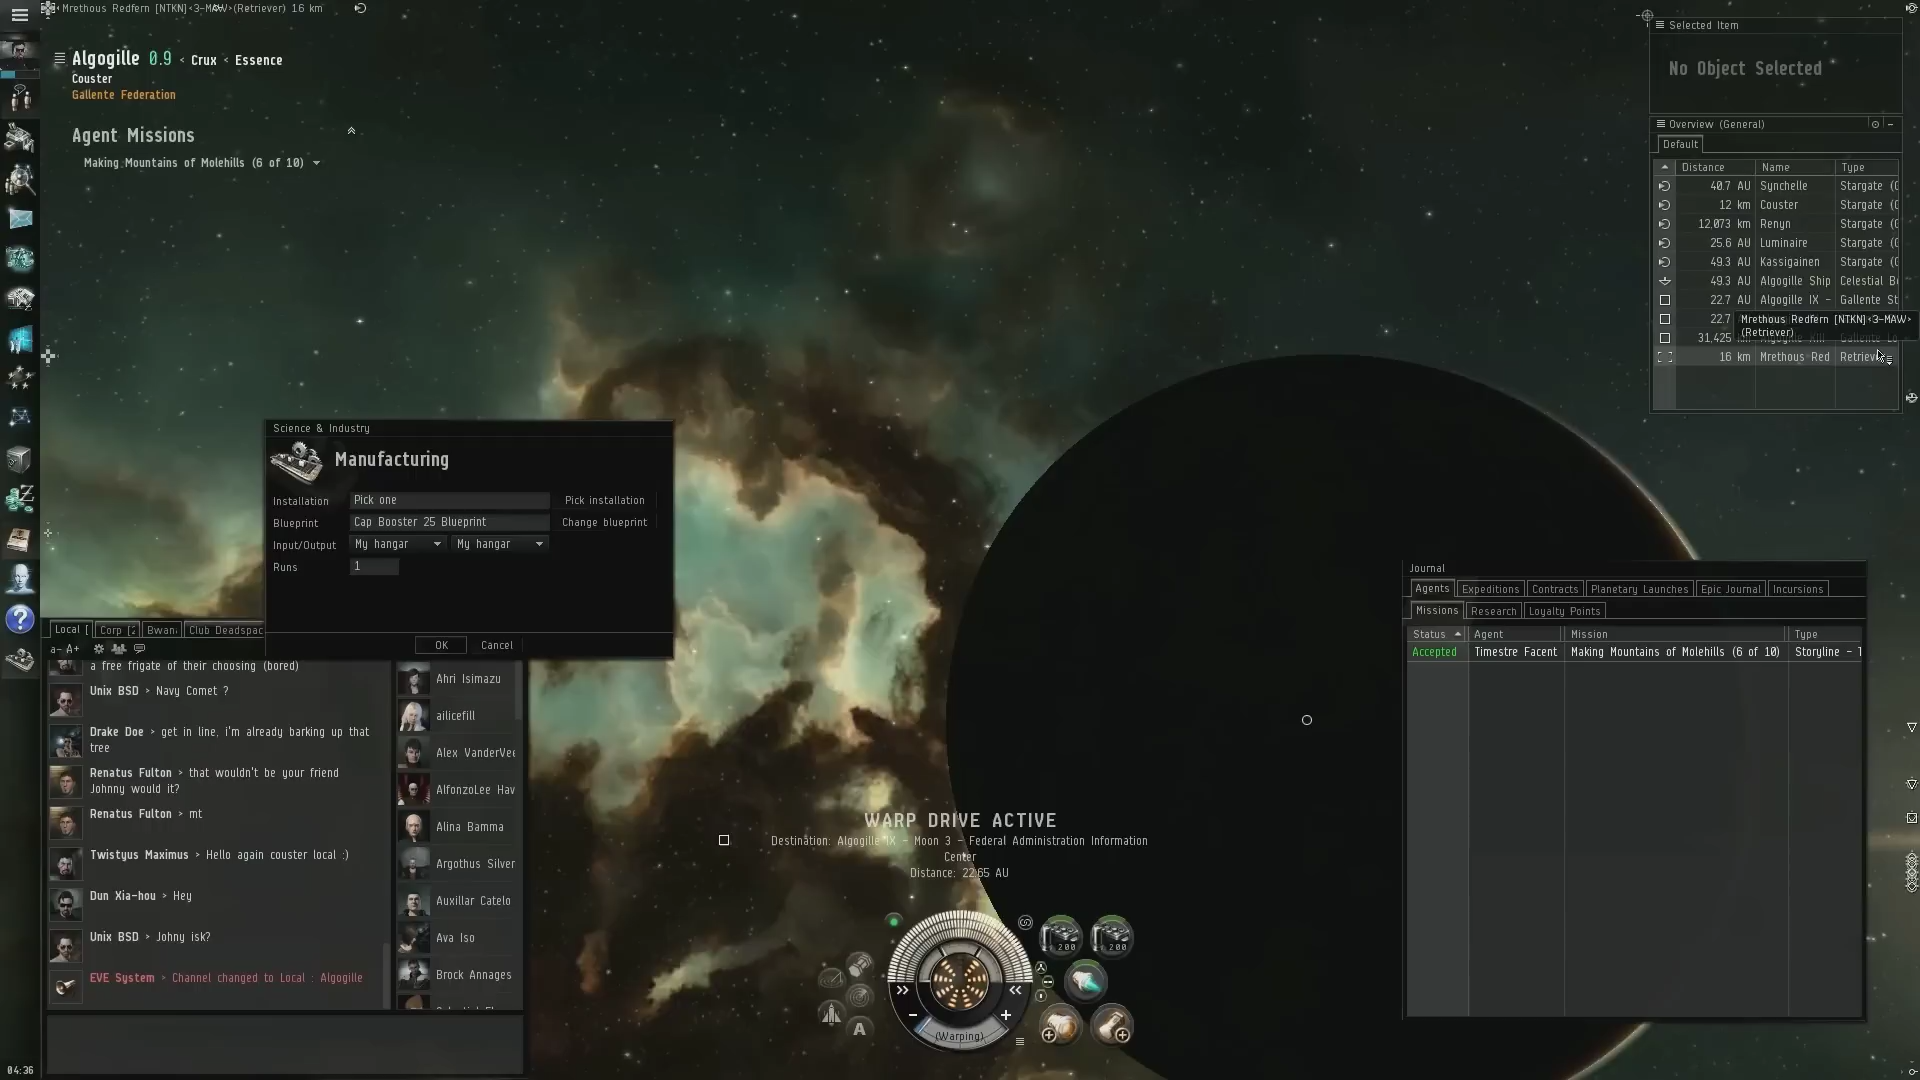 Mrethous Redfern [NTKN]<3-MAW>(Retriever) 16 km
Algogille 0.9 < Crux < Essence
Couster
Gallente Federation
Agent Missions
Making Mountains of Molehills (6 of 10)
Selected Item
No Object Selected
Overview (General)
Default
Distance Name Type
40.7 AU Synchelle Stargate
12 km Couster Stargate
12,073 km Renyn Stargate
25.6 AU Luminaire Stargate
49.3 AU Kassigainen Stargate
49.3 AU Algogille Ship Celestial
22.7 AU Algogille IX - Gallente St
22.7
Mrethous Redfern [NTKN]<3-MAW>
(Retriever)
31,425
16 km Mrethous Red
Science & Industry
Manufacturing
Installation Pick one Pick installation
Blueprint Cap Booster 25 Blueprint Change blueprint
Input/Output My hangar My hangar
Runs 1
OK Cancel
Local [ Corp [ Bwan Club Deadspac
a- A+
a free frigate of their choosing (bored)
Unix BSD > Navy Comet ?
Drake Doe > get in line, i'm already barking up that
tree
Renatus Fulton > that wouldn't be your friend
Johnny would it?
Renatus Fulton > mt
Twistyus Maximus > Hello again couster local :)
Dun Xia-hou > Hey
Unix BSD > Johny isk?
EVE System > Channel changed to Local : Algogille
Ahri Isimazu
ailicefill
Alex VanderVee
AlfonzoLee Hav
Alina Bamma
Argothus Silver
Auxillar Catelo
Ava Iso
Brock Annages
WARP DRIVE ACTIVE
Destination: Algogille IX - Moon 3 - Federal Administration Information
Center
Distance: 22.65 AU
200 200
A
(Warping)
Journal
Agents Expeditions Contracts Planetary Launches Epic Journal Incursions
Missions Research Loyalty Points
Status Agent Mission Type
Accepted Timestre Facent Making Mountains of Molehills (6 of 10) Storyline -
04:36